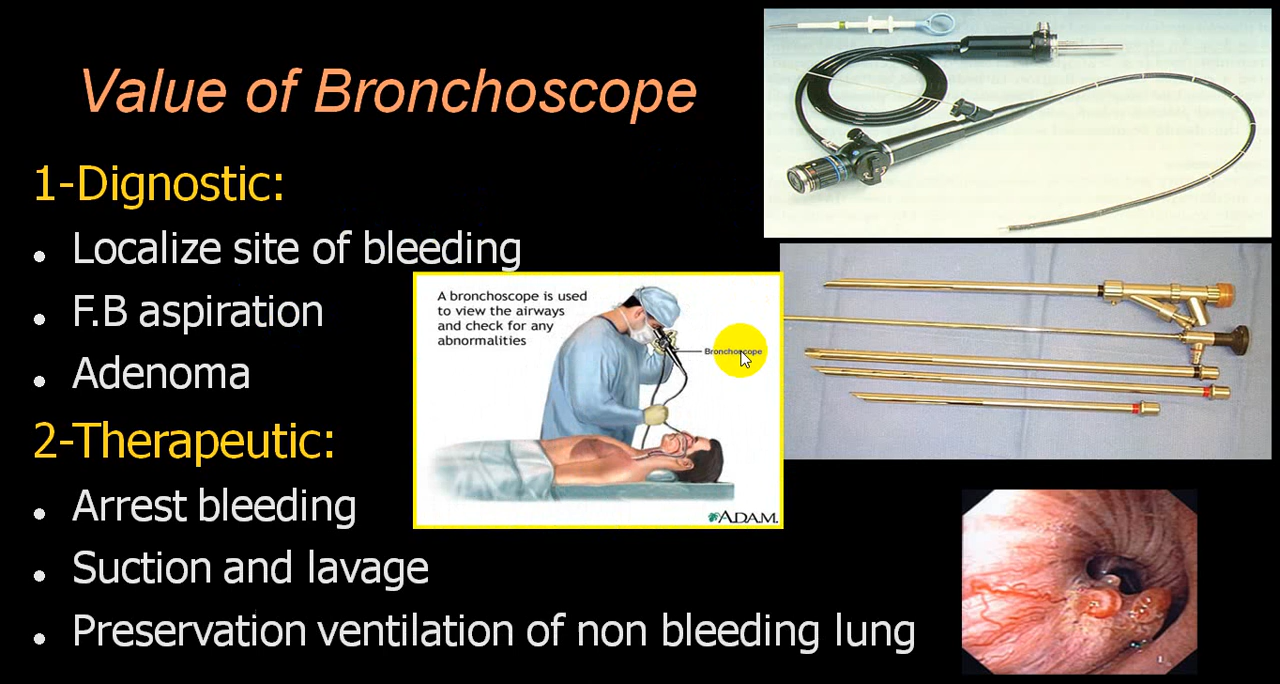 Value of Bronchoscope
1-Dignostic:
• Localize site of bleeding
• F.B aspiration
• Adenoma
2-Therapeutic:
• Arrest bleeding
• Suction and lavage
• Preservation ventilation of non bleeding lung
A bronchoscope is used
to view the airways
and check for any
abnormalities
Bronchoscope
ADAM.
1